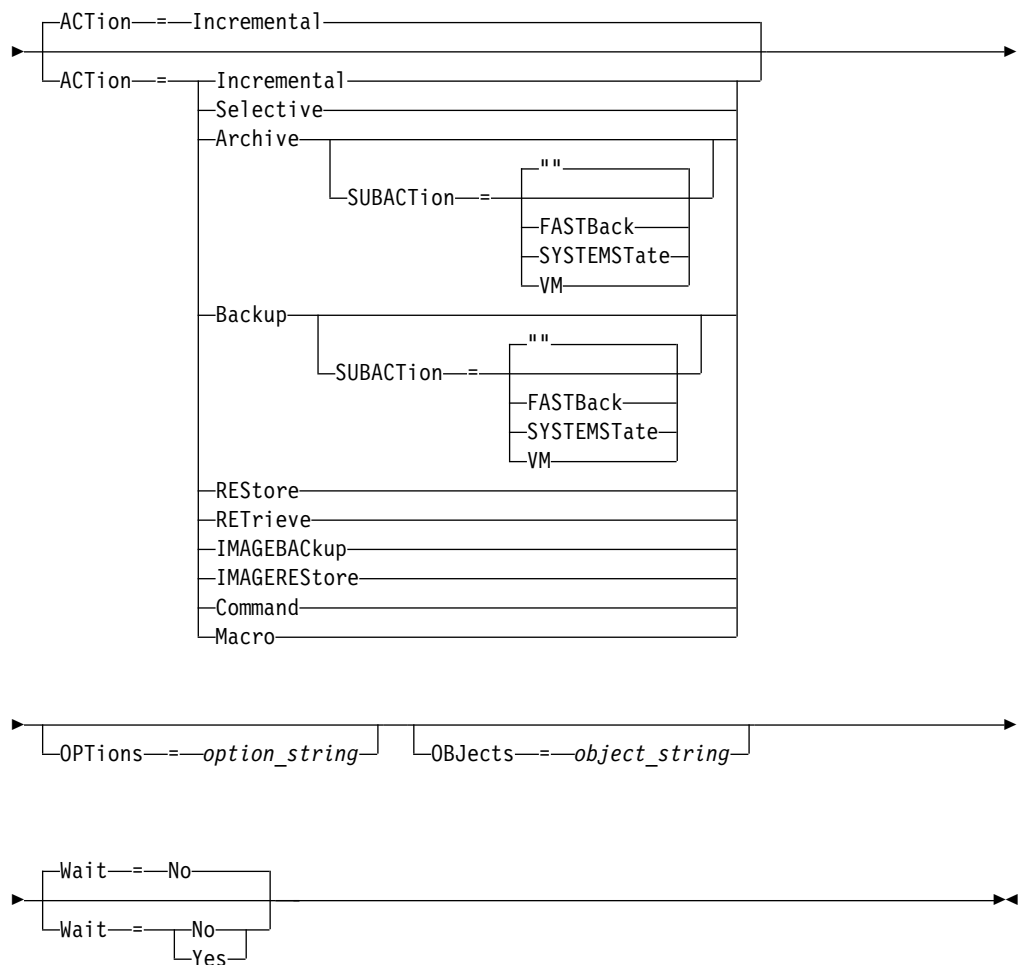 ACTion = Incremental
ACTion = Incremental
Selective
Archive
""
SUBACTion =
FASTBack
SYSTEMSTate
VM
Backup
""
SUBACTion =
FASTBack
SYSTEMSTate
VM
REStore
RETrieve
IMAGEBACkup
IMAGEREStore
Command
Macro
OPTions = option_string OBJects = object_string
Wait = No
Wait = No
Yes